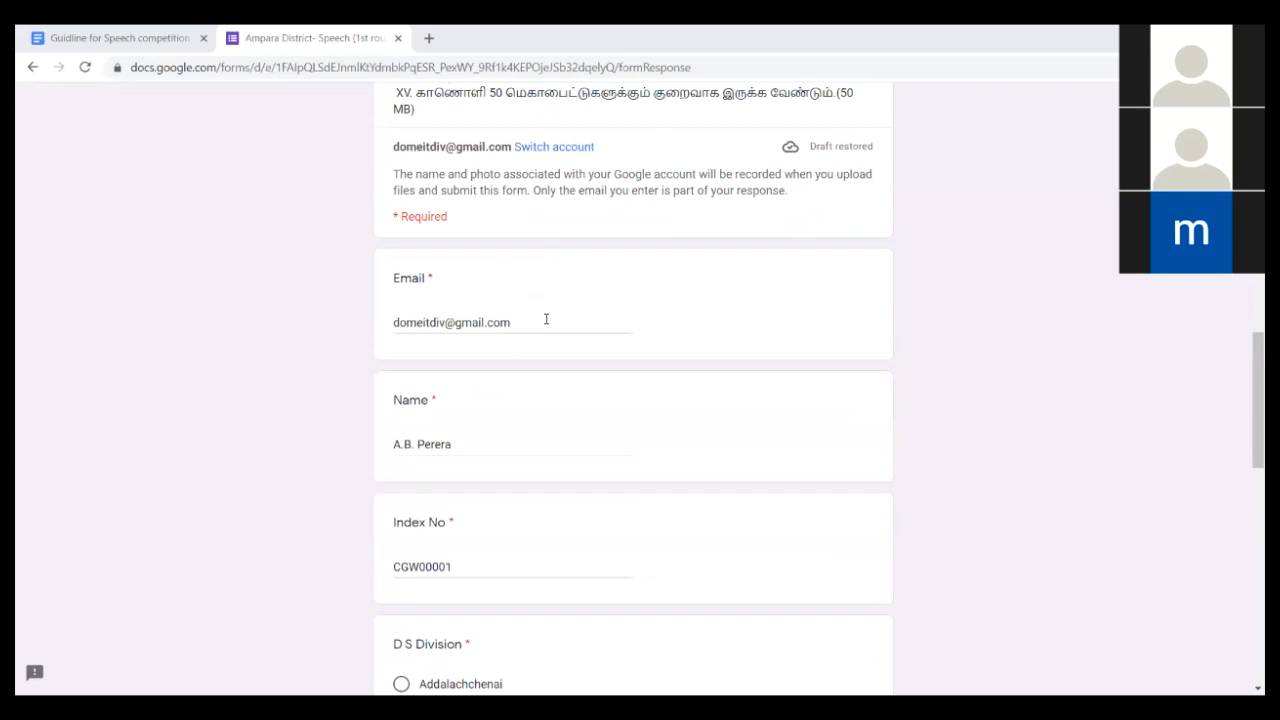 Guidline for Speech competition
Ampara District- Speech (1st rou
docs.google.com/forms/d/e/1FAIpQLSdEJnmlKtYdmbkPqESR_PexWY_9Rf1k4KEPOjeJSb32dqelyQ/formResponse
XV. காணொளி 50 மெகாபைட்டுகளுக்கும் குறைவாக இருக்க வேண்டும்.(50
MB)
domeitdiv@gmail.com Switch account
Draft restored
The name and photo associated with your Google account will be recorded when you upload
files and submit this form. Only the email you enter is part of your response.
* Required
Email *
domeitdiv@gmail.com
Name *
A.B. Perera
Index No *
CGW00001
D S Division *
Addalachchenai
m